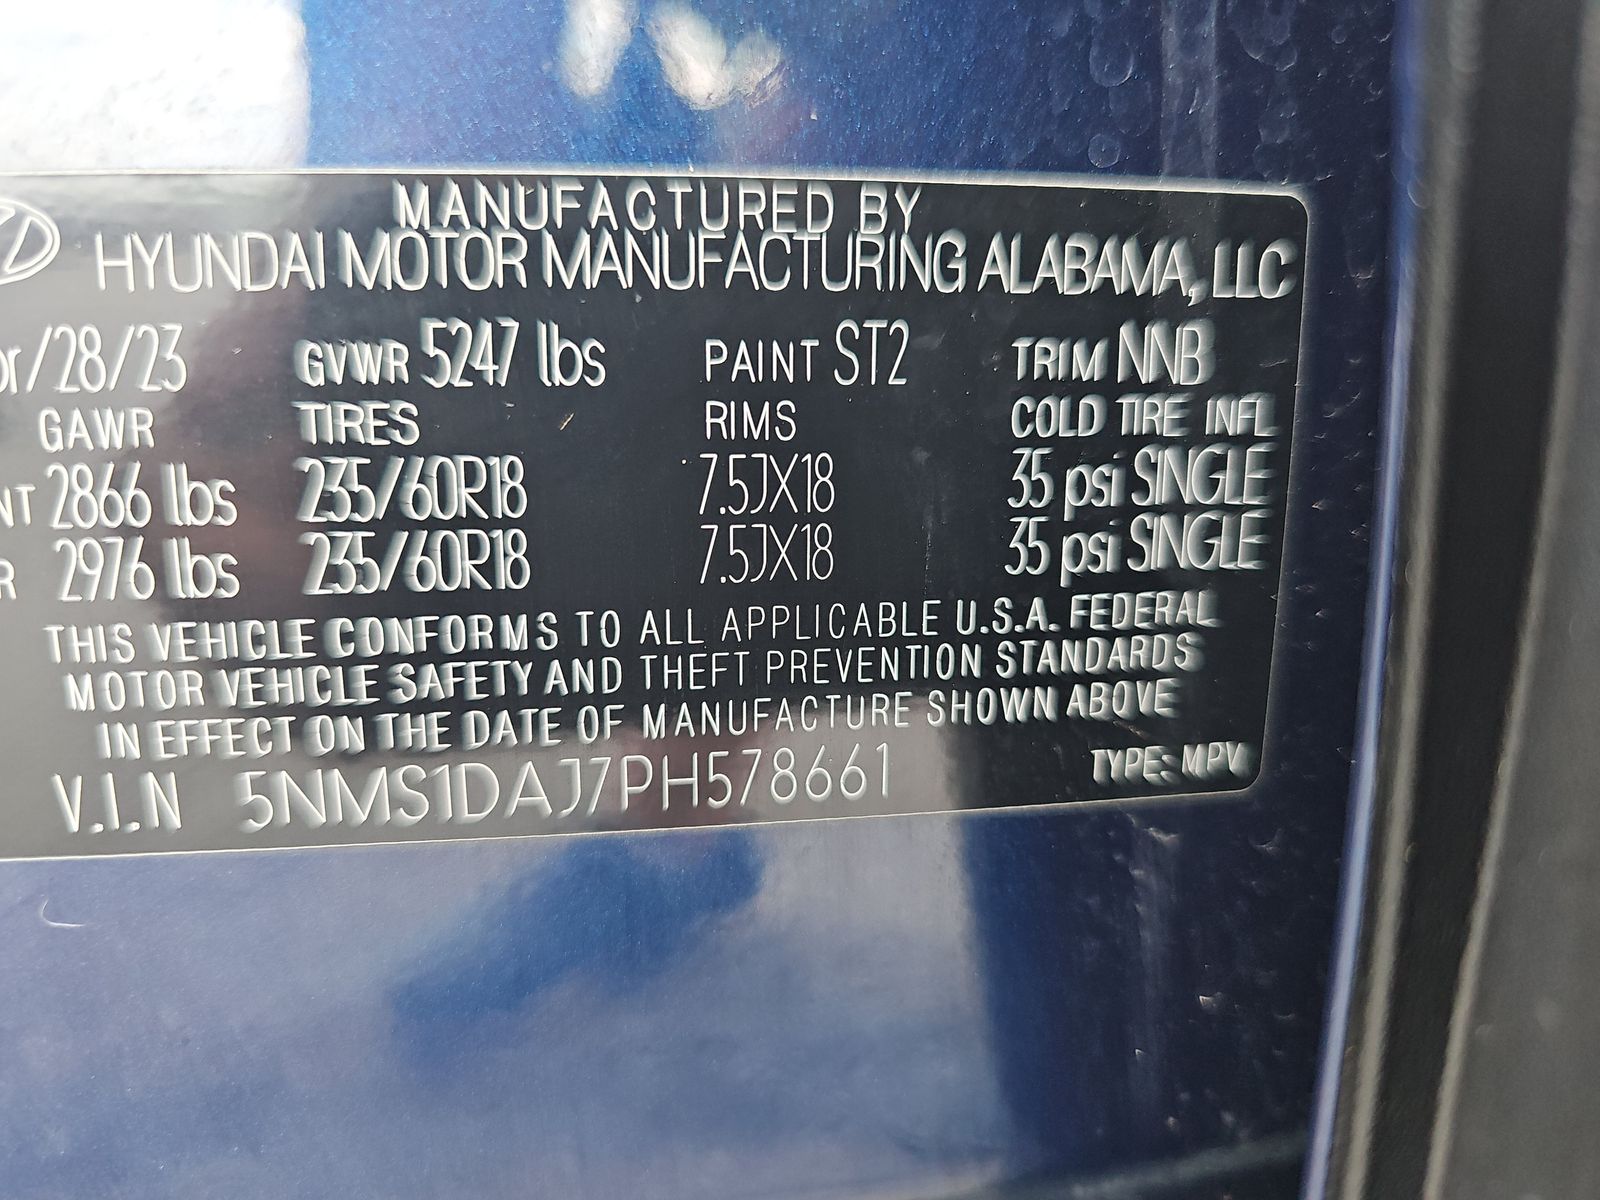 MANUFACTURED BY
HYUNDAI MOTOR MANUFACTURING ALABAMA, LLC
/28/23 GVWR 5247 lbs PAINT ST2 TRIM NNB
GAWR TIRES RIMS COLD TIRE INFL
NT 2866 lbs 235/60R18 7.5JX18 35 psi SINGLE
R 2976 lbs 235/60R18 7.5JX18 35 psi SINGLE
THIS VEHICLE CONFORMS TO ALL APPLICABLE U.S.A. FEDERAL
MOTOR VEHICLE SAFETY AND THEFT PREVENTION STANDARDS
IN EFFECT ON THE DATE OF MANUFACTURE SHOWN ABOVE
V.I.N 5NMS1DAJ7PH578661 TYPE: MPV